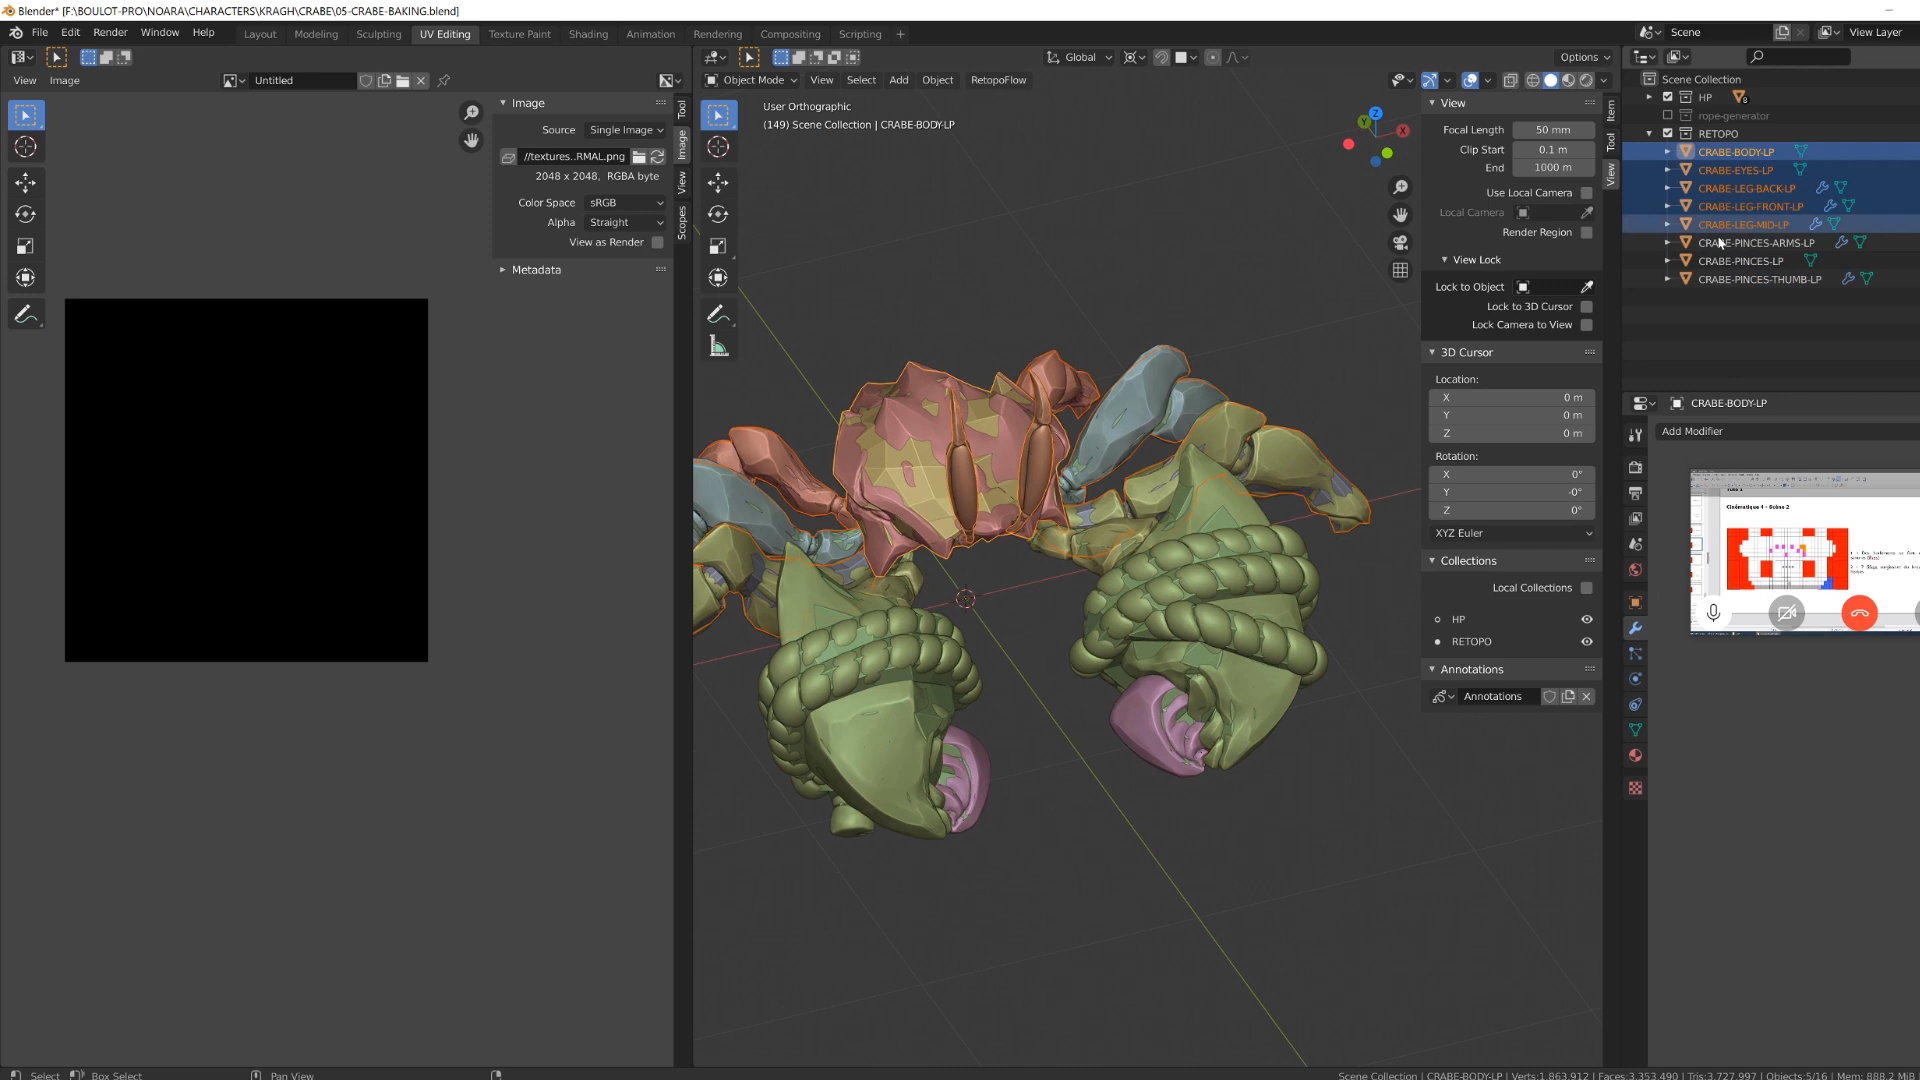 Blender* [F:\BOULOT-PRO\NOARA\CHARACTERS\KRAGH\CRABE\05-CRABE-BAKING.blend]
File Edit Render Window Help Layout Modeling Sculpting UV Editing Texture Paint Shading Animation Rendering Compositing Scripting + Scene View Layer
Global Options
View Image Untitled Object Mode View Select Add Object RetopoFlow
Scene Collection
HP 8
rope-generator
RETOPO
CRABE-BODY-LP
CRABE-EYES-LP
CRABE-LEG-BACK-LP
CRABE-LEG-FRONT-LP
CRABE-LEG-MID-LP
CRABE-PINCES-ARMS-LP
CRABE-PINCES-LP
CRABE-PINCES-THUMB-LP
Image
Source Single Image
//textures..RMAL.png
2048 x 2048, RGBA byte
Color Space sRGB
Alpha Straight
View as Render
Metadata
Tool
Image
View
Scopes
User Orthographic
(149) Scene Collection | CRABE-BODY-LP
Z
Y
X
View
Focal Length 50 mm
Clip Start 0.1 m
End 1000 m
Use Local Camera
Local Camera
Render Region
View Lock
Lock to Object
Lock to 3D Cursor
Lock Camera to View
3D Cursor
Location:
X 0 m
Y 0 m
Z 0 m
Rotation:
X 0°
Y -0°
Z 0°
XYZ Euler
Collections
Local Collections
HP
RETOPO
Annotations
Annotations
Item
Tool
View
CRABE-BODY-LP
Add Modifier
Cinématique 4 - Scène 2
Select Box Select Pan View
Scene Collection | CRABE-BODY-LP | Verts:1,863,912 | Faces:3,353,490 | Tris:3,727,997 | Objects:5/16 | Mem: 888.2 MiB